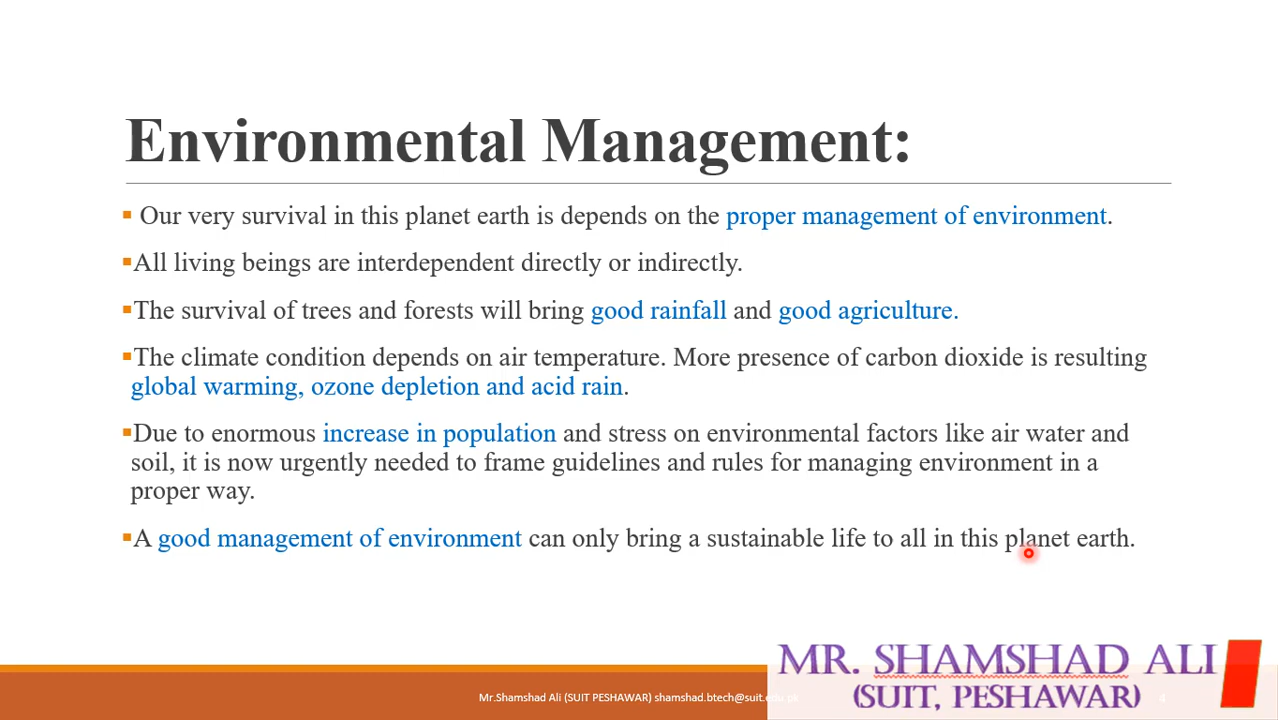 Environmental Management:
Our very survival in this planet earth is depends on the proper management of environment.
All living beings are interdependent directly or indirectly.
The survival of trees and forests will bring good rainfall and good agriculture.
The climate condition depends on air temperature. More presence of carbon dioxide is resulting
global warming, ozone depletion and acid rain.
Due to enormous increase in population and stress on environmental factors like air water and
soil, it is now urgently needed to frame guidelines and rules for managing environment in a
proper way.
A good management of environment can only bring a sustainable life to all in this planet earth.
MR. SHAMSHAD ALI
(SUIT, PESHAWAR)
Mr.Shamshad Ali (SUIT PESHAWAR) shamshad.btech@suit.edu.pk
4